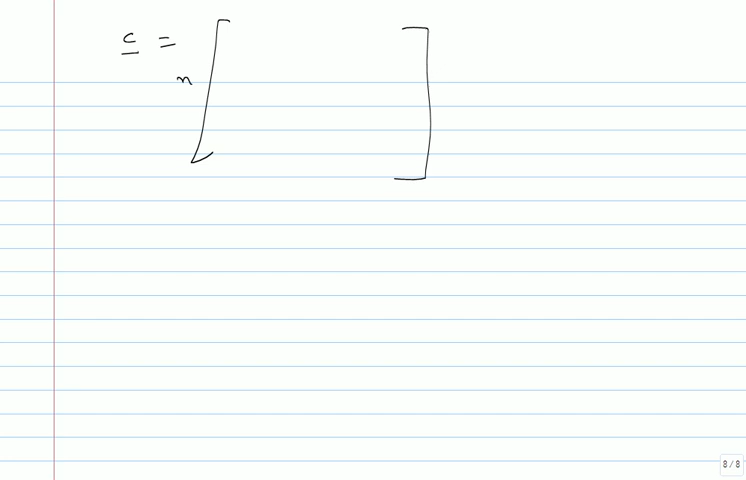 c = [ ]
n
8/8